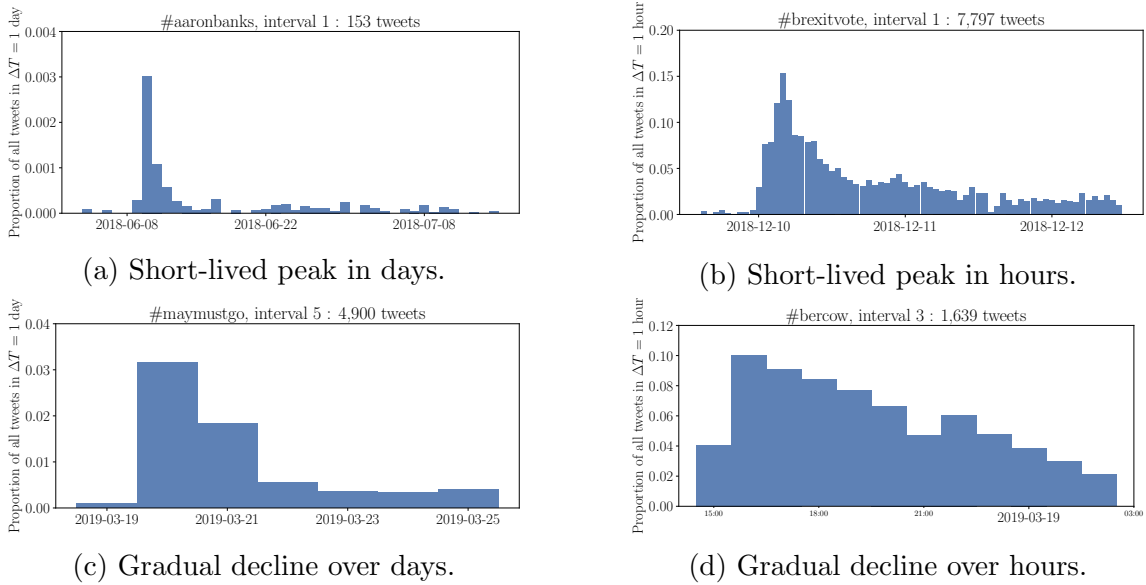 #aaronbanks, interval 1 : 153 tweets
Proportion of all tweets in ΔT = 1 day
0.004
0.003
0.002
0.001
0.000
2018-06-08 2018-06-22 2018-07-08
(a) Short-lived peak in days.
#brexitvote, interval 1 : 7,797 tweets
Proportion of all tweets in ΔT = 1 hour
0.20
0.15
0.10
0.05
0.00
2018-12-10 2018-12-11 2018-12-12
(b) Short-lived peak in hours.
#maymustgo, interval 5 : 4,900 tweets
Proportion of all tweets in ΔT = 1 day
0.04
0.03
0.02
0.01
0.00
2019-03-19 2019-03-21 2019-03-23 2019-03-25
(c) Gradual decline over days.
#bercow, interval 3 : 1,639 tweets
Proportion of all tweets in ΔT = 1 hour
0.12
0.10
0.08
0.06
0.04
0.02
0.00
15:00 18:00 21:00 2019-03-19 03:00
(d) Gradual decline over hours.